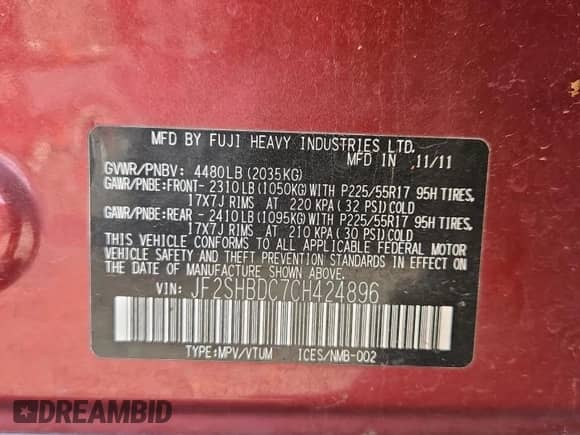 MFD BY FUJI HEAVY INDUSTRIES LTD.
GVWR/PNBV: 4480LB (2035KG) MFD IN 11/11
GAWR/PNBE:FRONT- 2310LB (1050KG) WITH P225/55R17 95H TIRES,
17X7J RIMS AT 220 KPA (32 PSI) COLD
GAWR/PNBE:REAR - 2410LB (1095KG) WITH P225/55R17 95H TIRES,
17X7J RIMS AT 210 KPA (30 PSI) COLD
THIS VEHICLE CONFORMS TO ALL APPLICABLE FEDERAL MOTOR
VEHICLE SAFETY AND THEFT PREVENTION STANDARDS IN EFFECT
ON THE DATE OF MANUFACTURE SHOWN ABOVE.
VIN: JF2SHBDC7CH424896
TYPE:MPV/VTUM ICES/NMB-002
DREAMBID